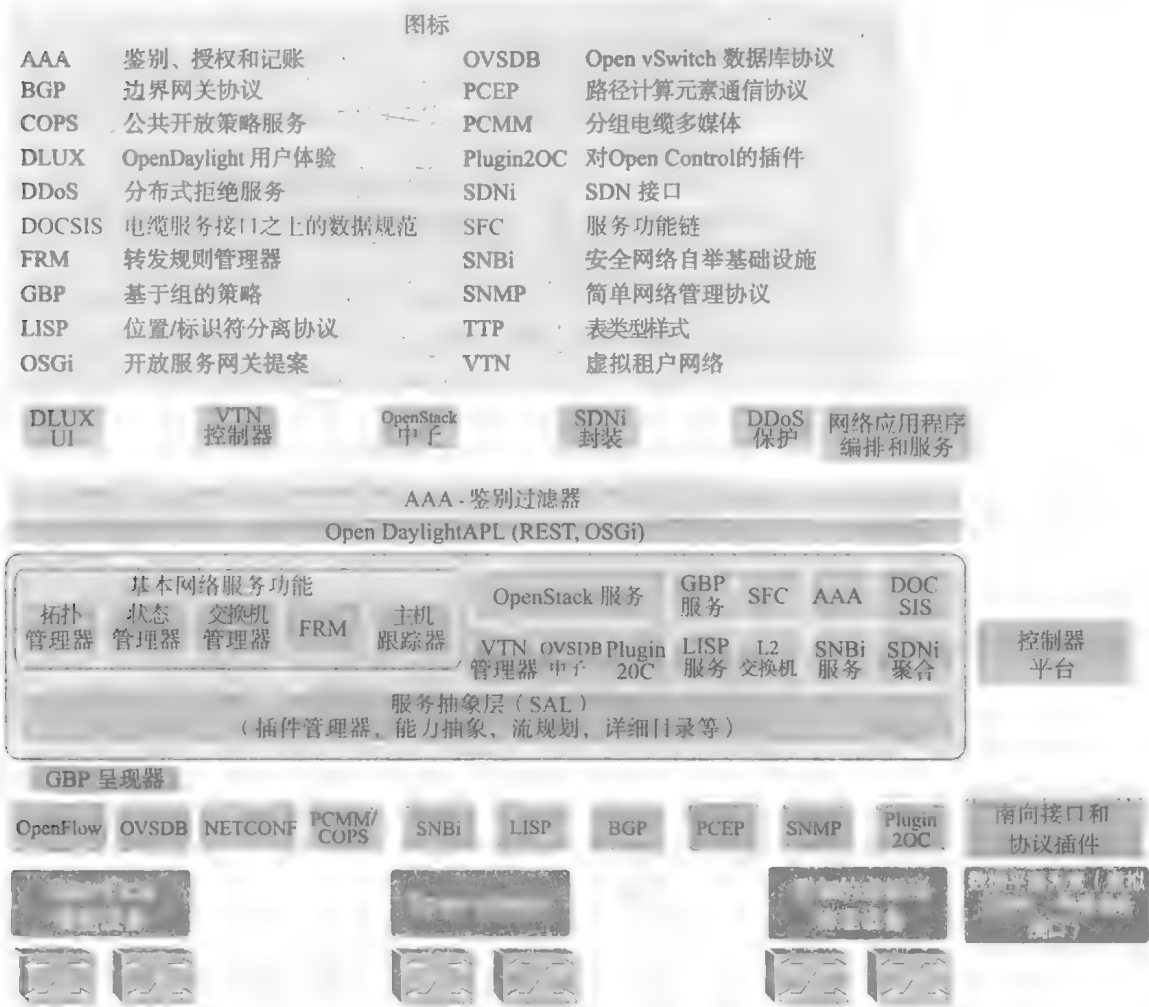 图标
AAA 鉴别、授权和记账 OVSDB Open vSwitch 数据库协议
BGP 边界网关协议 PCEP 路径计算元素通信协议
COPS 公共开放策略服务 PCMM 分组电缆多媒体
DLUX OpenDaylight 用户体验 Plugin2OC 对Open Control的插件
DDoS 分布式拒绝服务 SDNi SDN 接口
DOCSIS 电缆服务接口之上的数据规范 SFC 服务功能链
FRM 转发规则管理器 SNBi 安全网络自举基础设施
GBP 基于组的策略 SNMP 简单网络管理协议
LISP 位置/标识符分离协议 TTP 表类型样式
OSGi 开放服务网关提案 VTN 虚拟租户网络
DLUX
UI
VTN
控制器
OpenStack
中子
SDNi
封装
DDoS
保护
网络应用程序
编排和服务
AAA - 鉴别过滤器
Open DaylightAPL (REST, OSGi)
基本网络服务功能
拓扑
管理器
状态
管理器
交换机
管理器
FRM
主机
跟踪器
OpenStack 服务
GBP
服务
SFC
AAA
DOC
SIS
VTN
管理器
OVSDB
中子
Plugin
2OC
LISP
服务
L2
交换机
SNBi
服务
SDNi
聚合
控制器
平台
服务抽象层（SAL）
（插件管理器，能力抽象，流规划，详细目录等）
GBP 呈现器
OpenFlow
OVSDB
NETCONF
PCMM/
COPS
SNBi
LISP
BGP
PCEP
SNMP
Plugin
2OC
南向接口和
协议插件